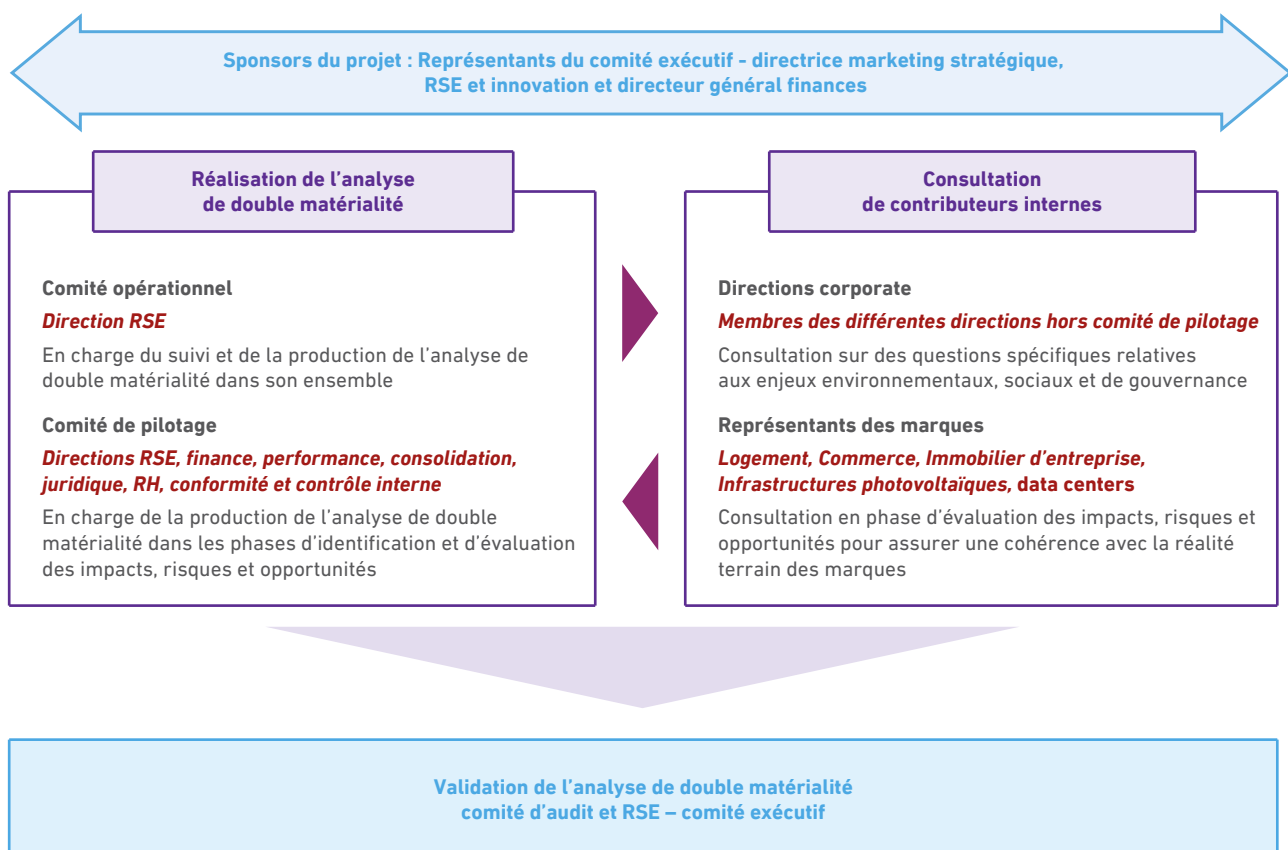 Sponsors du projet : Représentants du comité exécutif - directrice marketing stratégique,
RSE et innovation et directeur général finances
Réalisation de l’analyse
de double matérialité
Comité opérationnel
Direction RSE
En charge du suivi et de la production de l’analyse de
double matérialité dans son ensemble
Comité de pilotage
Directions RSE, finance, performance, consolidation,
juridique, RH, conformité et contrôle interne
En charge de la production de l’analyse de double
matérialité dans les phases d’identification et d’évaluation
des impacts, risques et opportunités
Consultation
de contributeurs internes
Directions corporate
Membres des différentes directions hors comité de pilotage
Consultation sur des questions spécifiques relatives
aux enjeux environnementaux, sociaux et de gouvernance
Représentants des marques
Logement, Commerce, Immobilier d’entreprise,
Infrastructures photovoltaïques, data centers
Consultation en phase d’évaluation des impacts, risques et
opportunités pour assurer une cohérence avec la réalité
terrain des marques
Validation de l’analyse de double matérialité
comité d’audit et RSE – comité exécutif